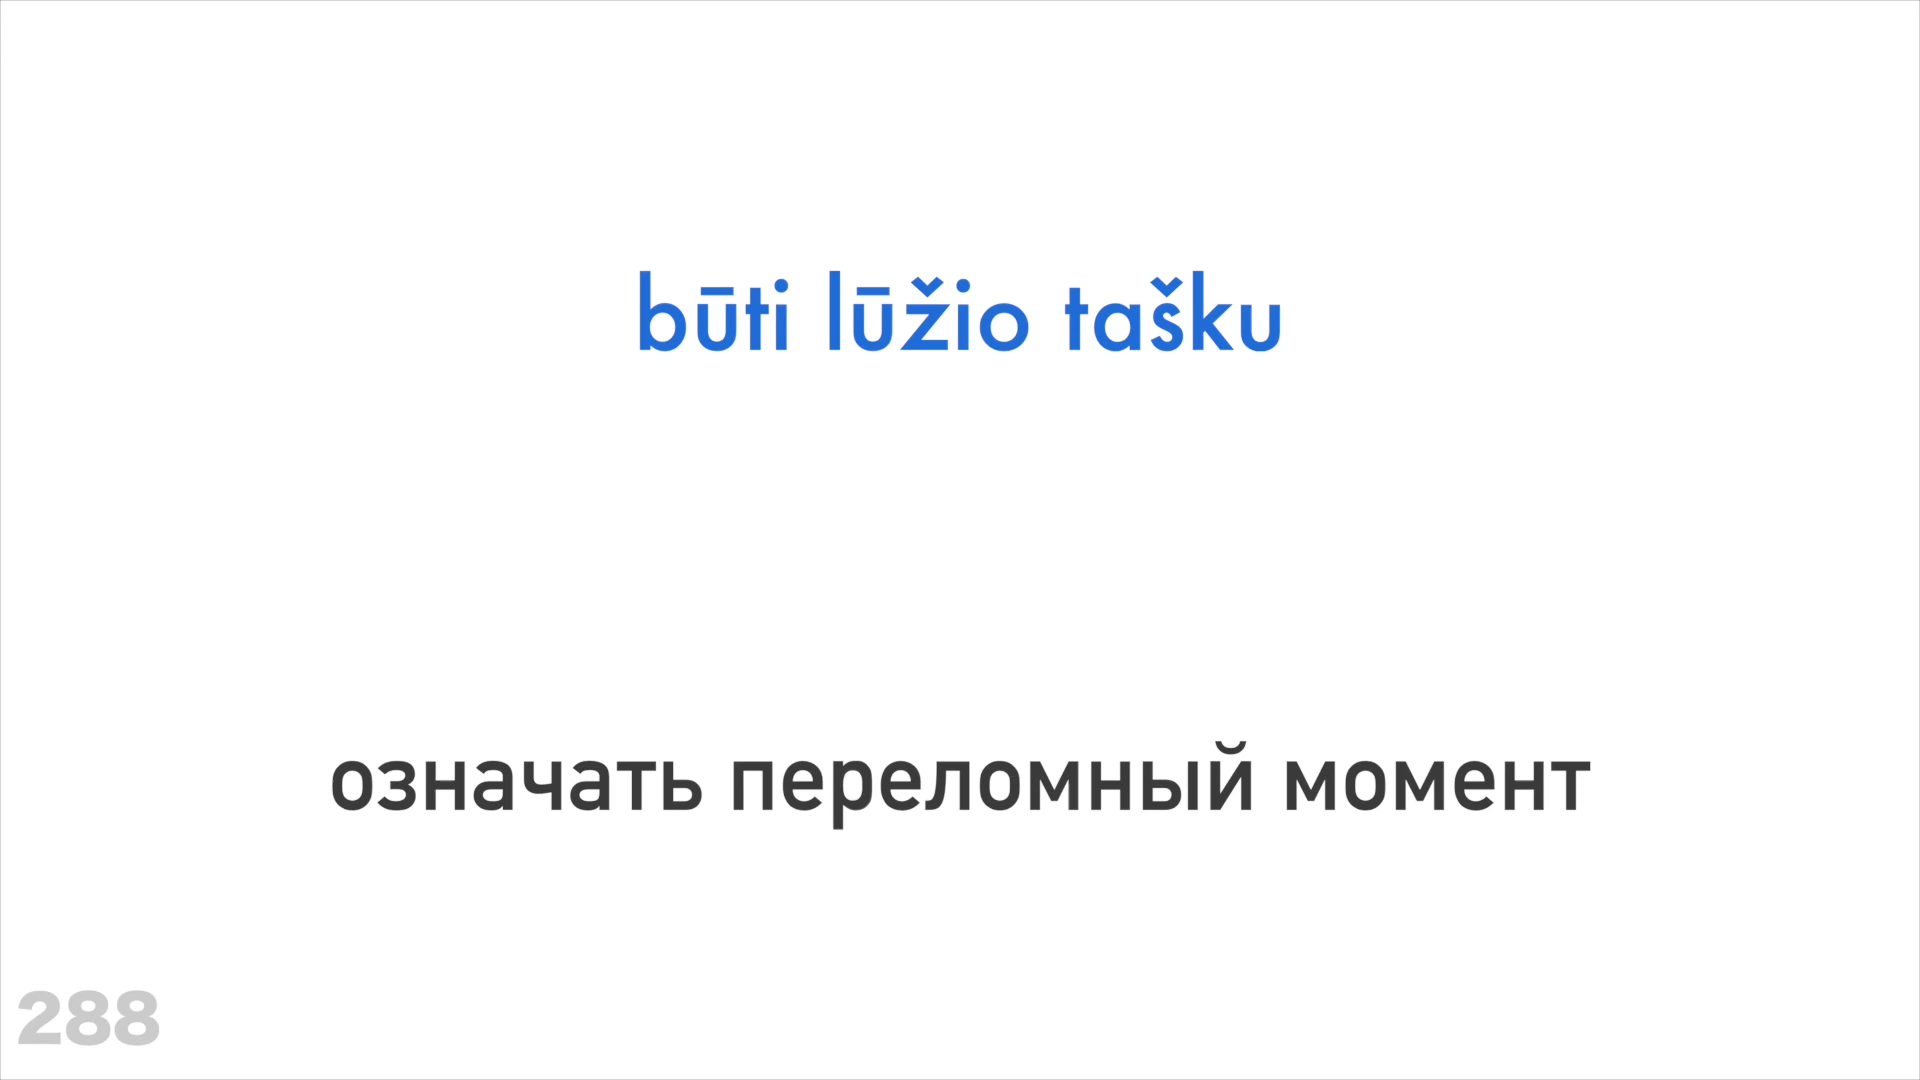 būti lūžio tašku
означать переломный момент
288